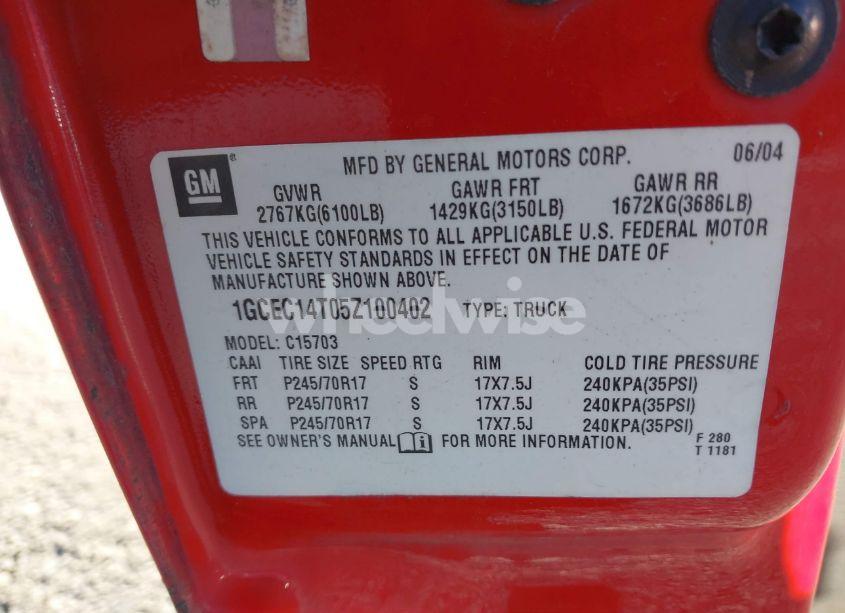 GM
MFD BY GENERAL MOTORS CORP. 06/04
GVWR GAWR FRT GAWR RR
2767KG(6100LB) 1429KG(3150LB) 1672KG(3686LB)
THIS VEHICLE CONFORMS TO ALL APPLICABLE U.S. FEDERAL MOTOR
VEHICLE SAFETY STANDARDS IN EFFECT ON THE DATE OF
MANUFACTURE SHOWN ABOVE.
1GCEC14T05Z100402 TYPE: TRUCK
wheelwise
MODEL: C15703
CAAI TIRE SIZE SPEED RTG RIM COLD TIRE PRESSURE
FRT P245/70R17 S 17X7.5J 240KPA(35PSI)
RR P245/70R17 S 17X7.5J 240KPA(35PSI)
SPA P245/70R17 S 17X7.5J 240KPA(35PSI)
SEE OWNER'S MANUAL FOR MORE INFORMATION.
F 280
T 1181